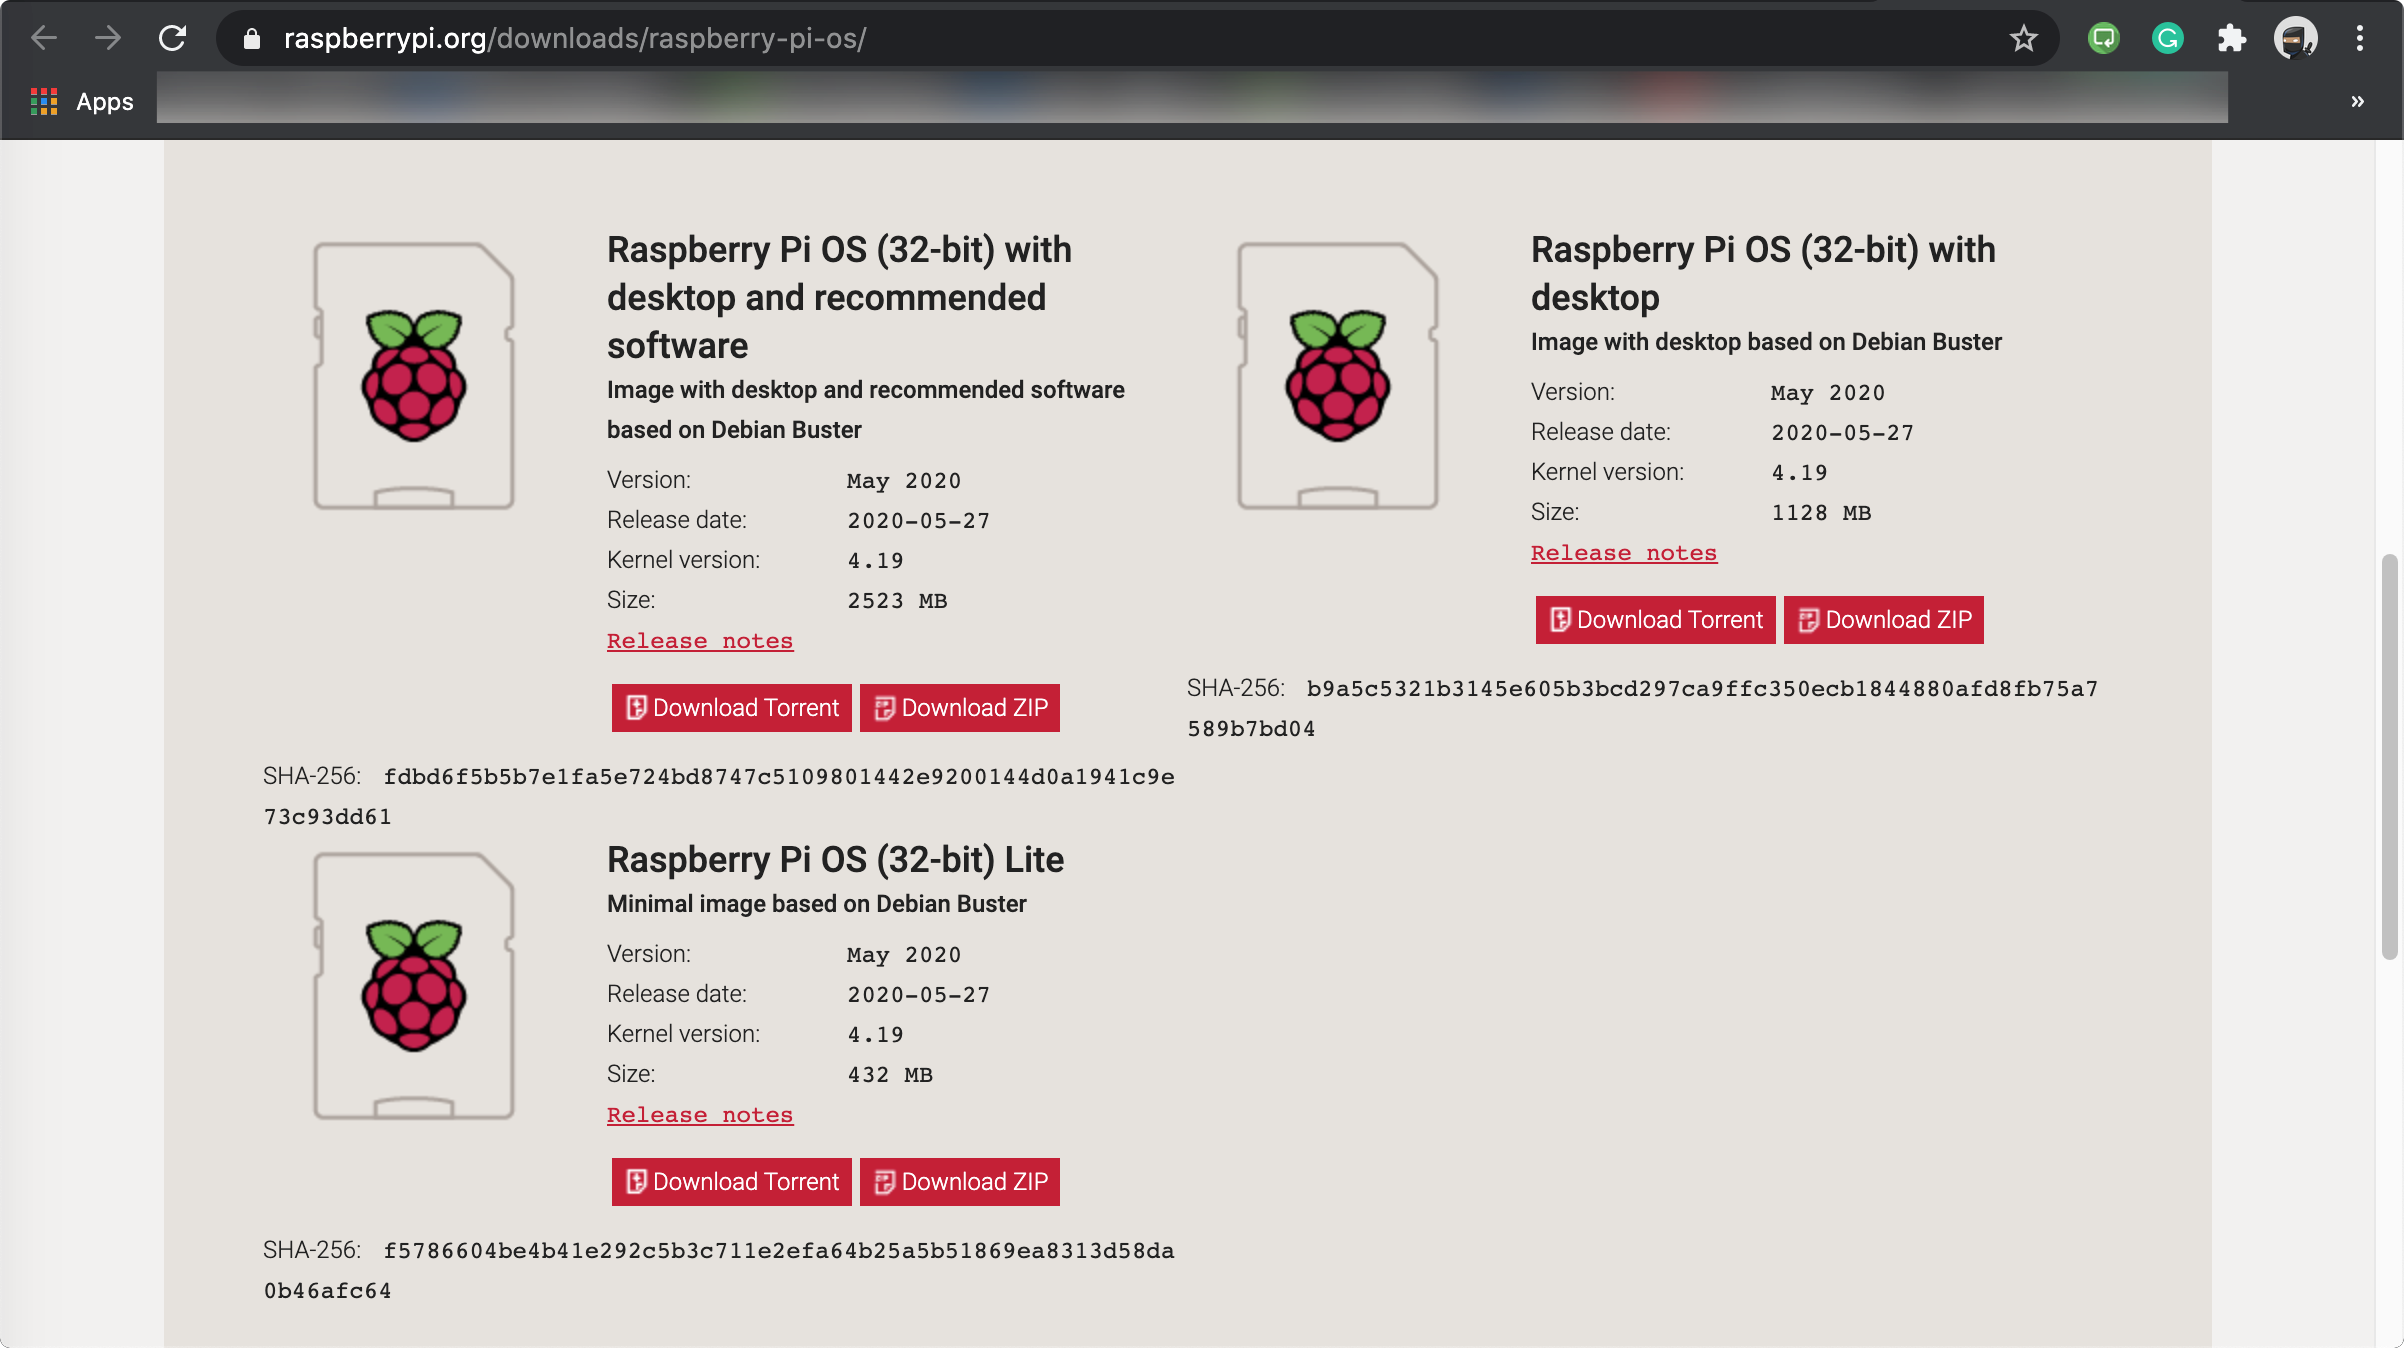 raspberrypi.org/downloads/raspberry-pi-os/
Apps
»
Raspberry Pi OS (32-bit) with
desktop and recommended
software
Image with desktop and recommended software
based on Debian Buster
Version: May 2020
Release date: 2020-05-27
Kernel version: 4.19
Size: 2523 MB
Release notes
Download Torrent Download ZIP
SHA-256: fdbd6f5b5b7e1fa5e724bd8747c5109801442e9200144d0a1941c9e
73c93dd61
Raspberry Pi OS (32-bit) with
desktop
Image with desktop based on Debian Buster
Version: May 2020
Release date: 2020-05-27
Kernel version: 4.19
Size: 1128 MB
Release notes
Download Torrent Download ZIP
SHA-256: b9a5c5321b3145e605b3bcd297ca9ffc350ecb1844880afd8fb75a7
589b7bd04
Raspberry Pi OS (32-bit) Lite
Minimal image based on Debian Buster
Version: May 2020
Release date: 2020-05-27
Kernel version: 4.19
Size: 432 MB
Release notes
Download Torrent Download ZIP
SHA-256: f5786604be4b41e292c5b3c711e2efa64b25a5b51869ea8313d58da
0b46afc64